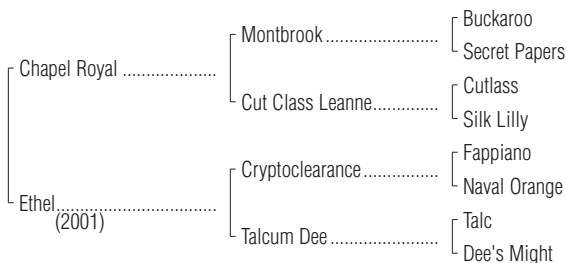 Buckaroo
Montbrook ........................
Secret Papers
Chapel Royal ....................
Cutlass
Cut Class Leanne..............
Silk Lilly
Fappiano
Cryptoclearance................
Naval Orange
Ethel..................................
(2001)
Talc
Talcum Dee .......................
Dee's Might